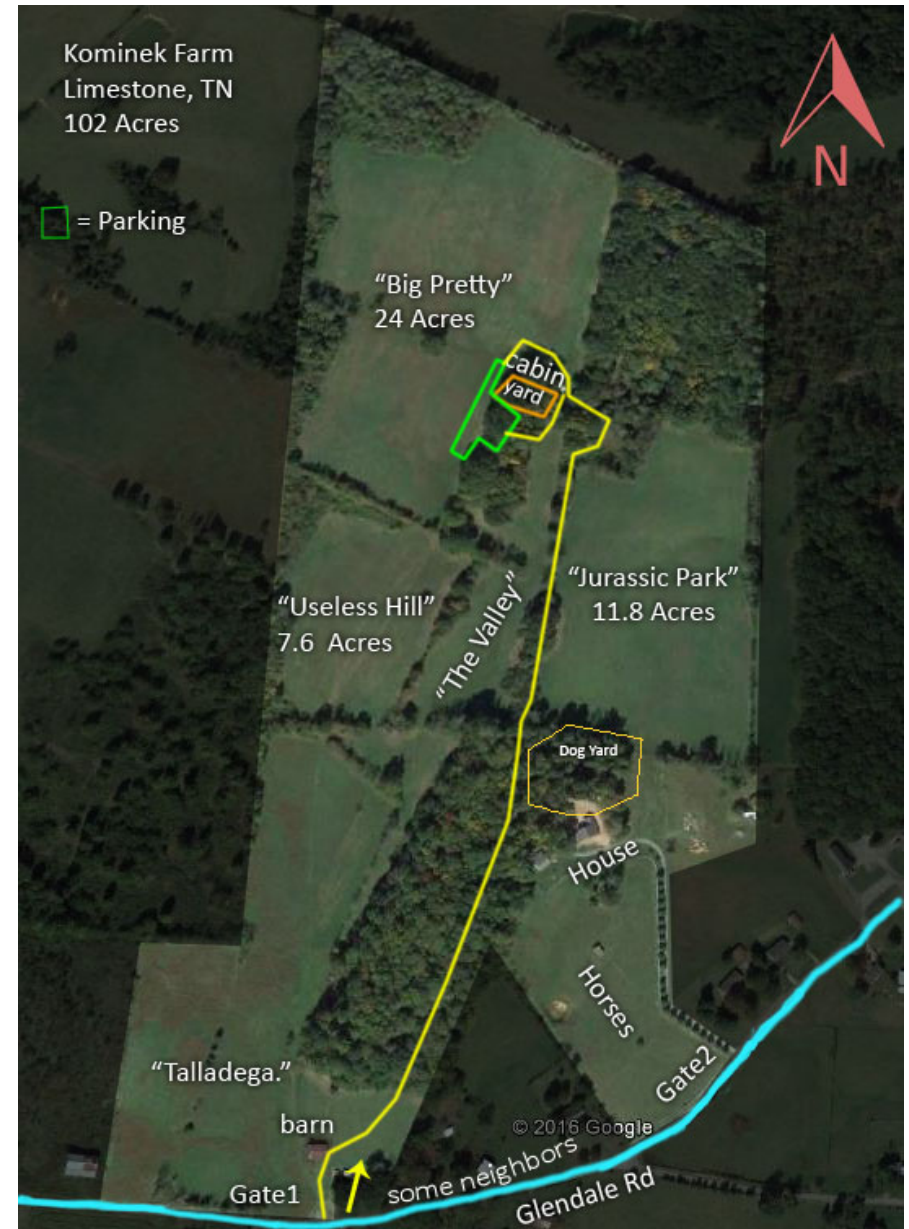 Kominek Farm
Limestone, TN
102 Acres
N
= Parking
“Big Pretty”
24 Acres
cabin
yard
“Useless Hill”
7.6 Acres
“The Valley”
“Jurassic Park”
11.8 Acres
Dog Yard
House
Horses
“Talladega.”
barn
Gate2
© 2016 Google
Gate1
some neighbors
Glendale Rd